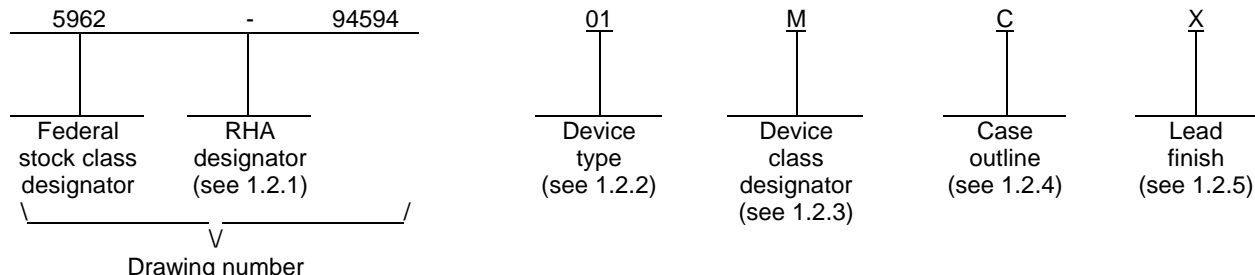 5962 - 94594 01 M C X
Federal stock class designator
RHA designator (see 1.2.1)
Device type (see 1.2.2)
Device class designator (see 1.2.3)
Case outline (see 1.2.4)
Lead finish (see 1.2.5)
Drawing number